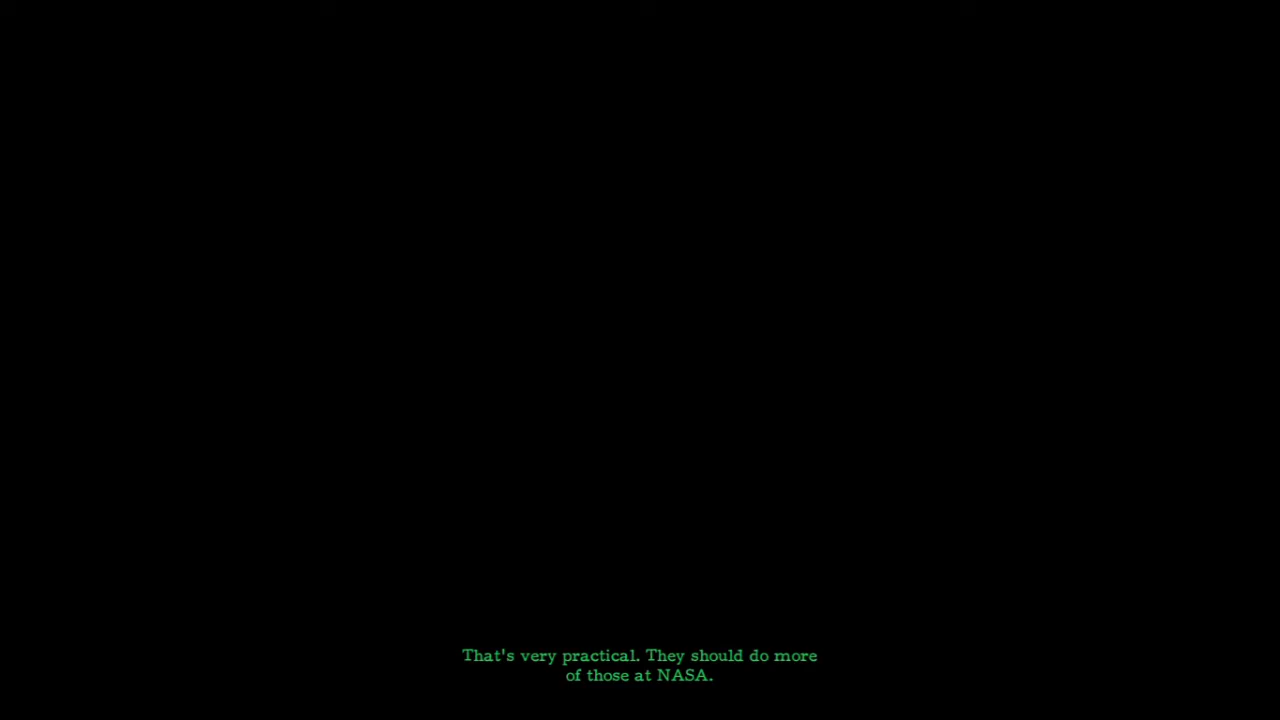 That's very practical. They should do more
of those at NASA.